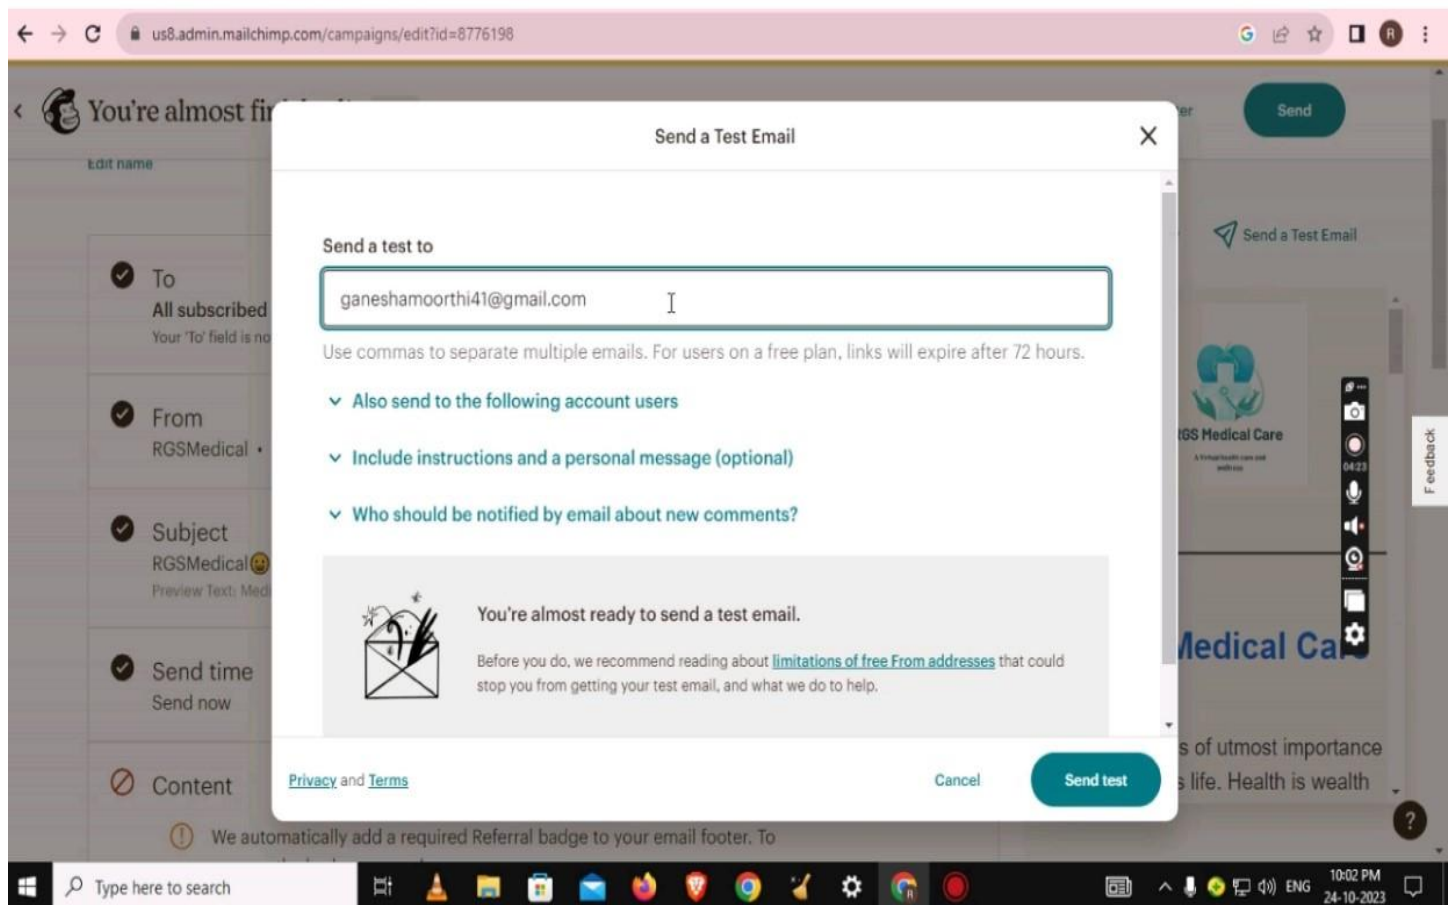 us8.admin.mailchimp.com/campaigns/edit?id=8776198
G
R
You're almost fin
Send
Edit name
Send a Test Email
Send a Test Email
Send a test to
ganeshamoorthi41@gmail.com
Use commas to separate multiple emails. For users on a free plan, links will expire after 72 hours.
Also send to the following account users
Include instructions and a personal message (optional)
Who should be notified by email about new comments?
You're almost ready to send a test email.
Before you do, we recommend reading about limitations of free From addresses that could
stop you from getting your test email, and what we do to help.
Privacy and Terms
Cancel
Send test
To
All subscribed
Your 'To' field is no
From
RGSMedical •
Subject
RGSMedical😀
Preview Text: Medi
Send time
Send now
Content
We automatically add a required Referral badge to your email footer. To
RGS Medical Care
04:23
Feedback
Medical Care
s of utmost importance
s life. Health is wealth
?
Type here to search
R
ENG
10:02 PM
24-10-2023